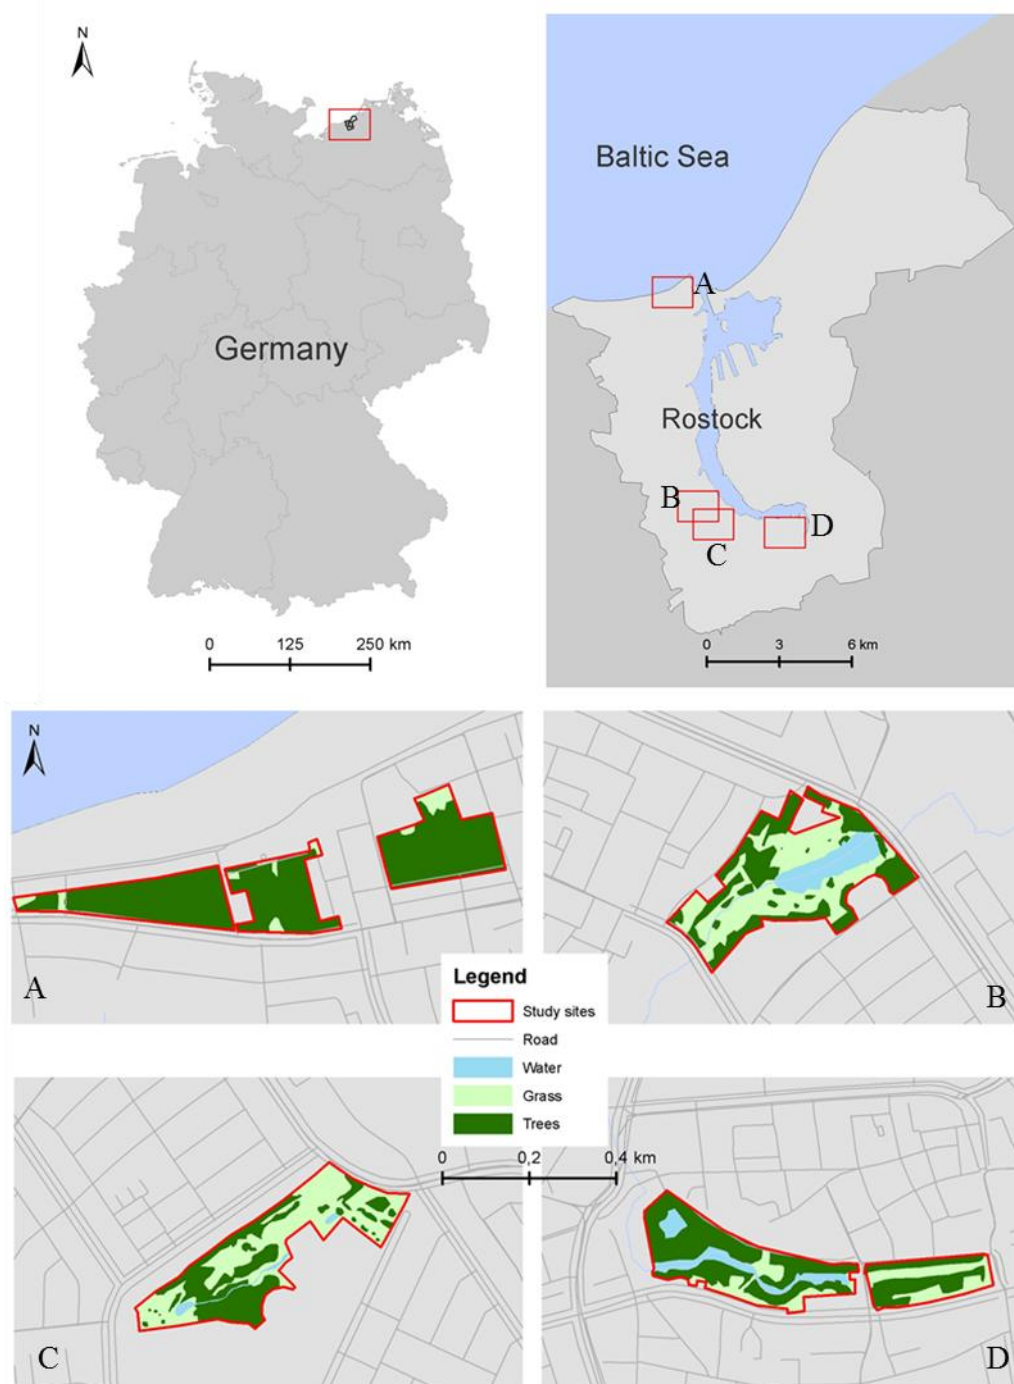 N
Germany
0 125 250 km
Baltic Sea
A
Rostock
B
C
D
0 3 6 km
N
A
B
Legend
Study sites
Road
Water
Grass
Trees
0 0,2 0,4 km
C
D